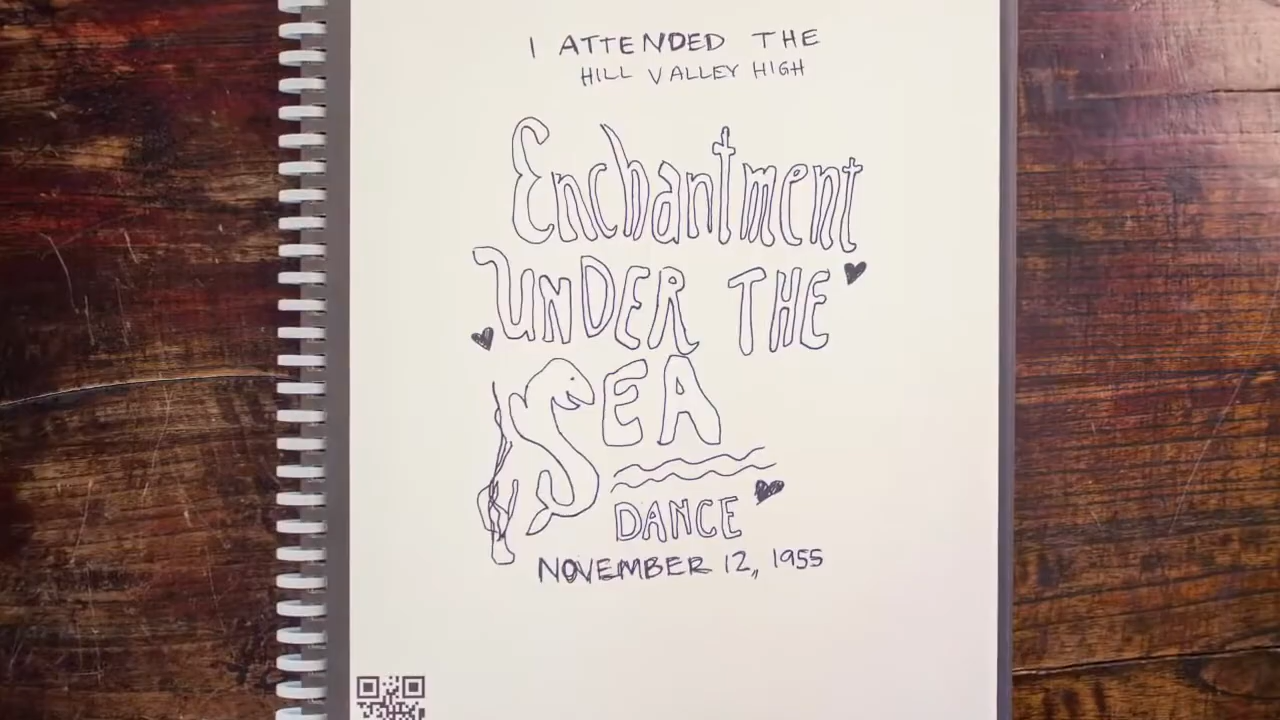 I ATTENDED THE
HILL VALLEY HIGH
Enchantment
UNDER THE
SEA
DANCE
NOVEMBER 12, 1955